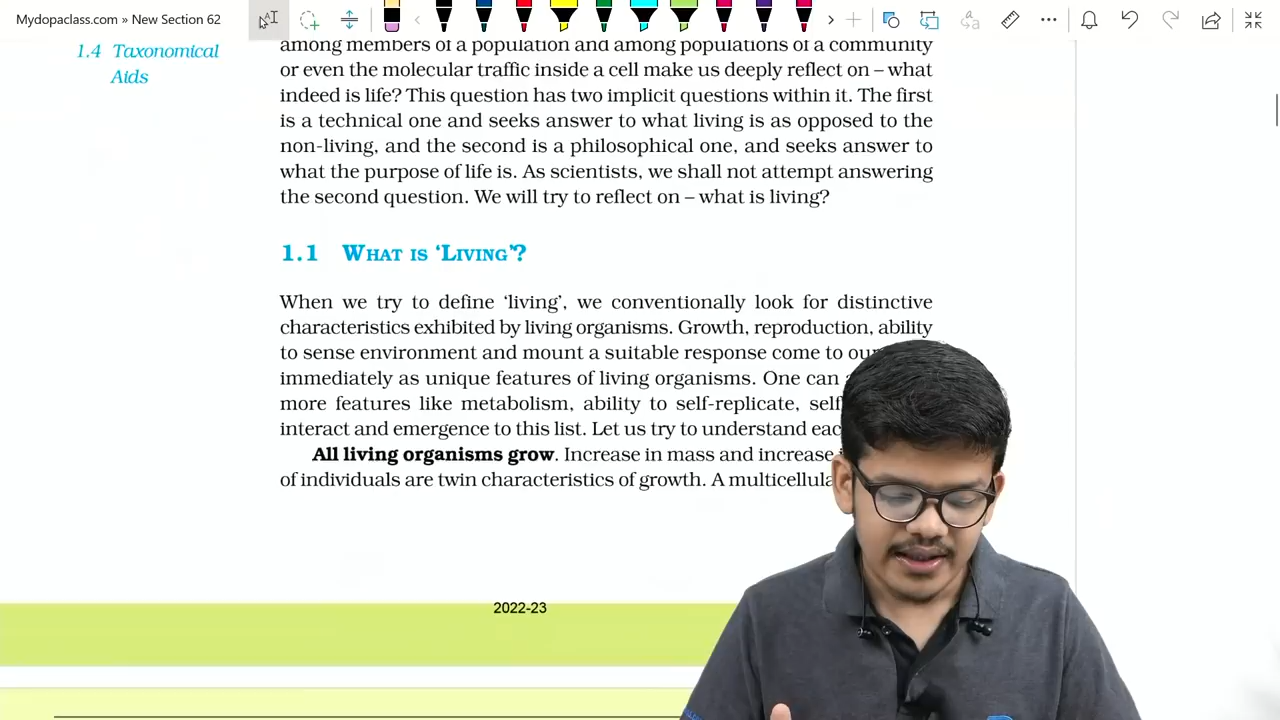 Mydopaclass.com » New Section 62
1.4 Taxonomical
Aids
among members of a population and among populations of a community
or even the molecular traffic inside a cell make us deeply reflect on – what
indeed is life? This question has two implicit questions within it. The first
is a technical one and seeks answer to what living is as opposed to the
non-living, and the second is a philosophical one, and seeks answer to
what the purpose of life is. As scientists, we shall not attempt answering
the second question. We will try to reflect on – what is living?
1.1 What is ‘Living’?
When we try to define ‘living’, we conventionally look for distinctive
characteristics exhibited by living organisms. Growth, reproduction, ability
to sense environment and mount a suitable response come to our
immediately as unique features of living organisms. One can
more features like metabolism, ability to self-replicate, self
interact and emergence to this list. Let us try to understand
All living organisms grow. Increase in mass and increase
of individuals are twin characteristics of growth. A
2022-23